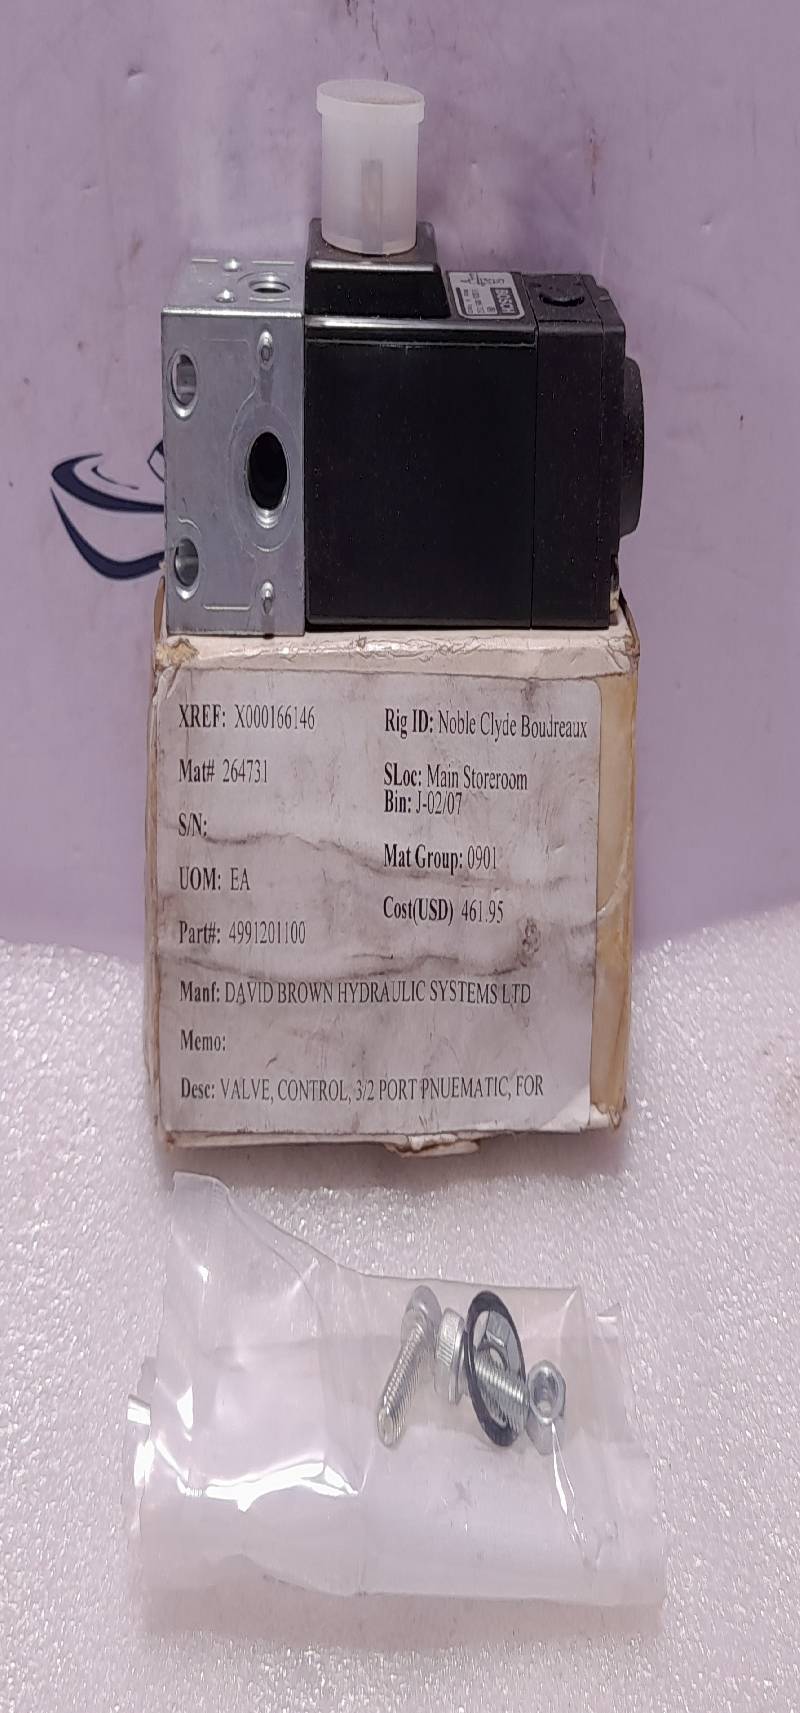 BOSCH
XREF: X000166146
Rig ID: Noble Clyde Boudreaux
Mat# 264731
SLoc: Main Storeroom
Bin: J-02/07
S/N:
Mat Group: 0901
UOM: EA
Cost(USD) 461.95
Part#: 4991201100
Manf: DAVID BROWN HYDRAULIC SYSTEMS LTD
Memo:
Desc: VALVE, CONTROL, 3/2 PORT PNUEMATIC, FOR